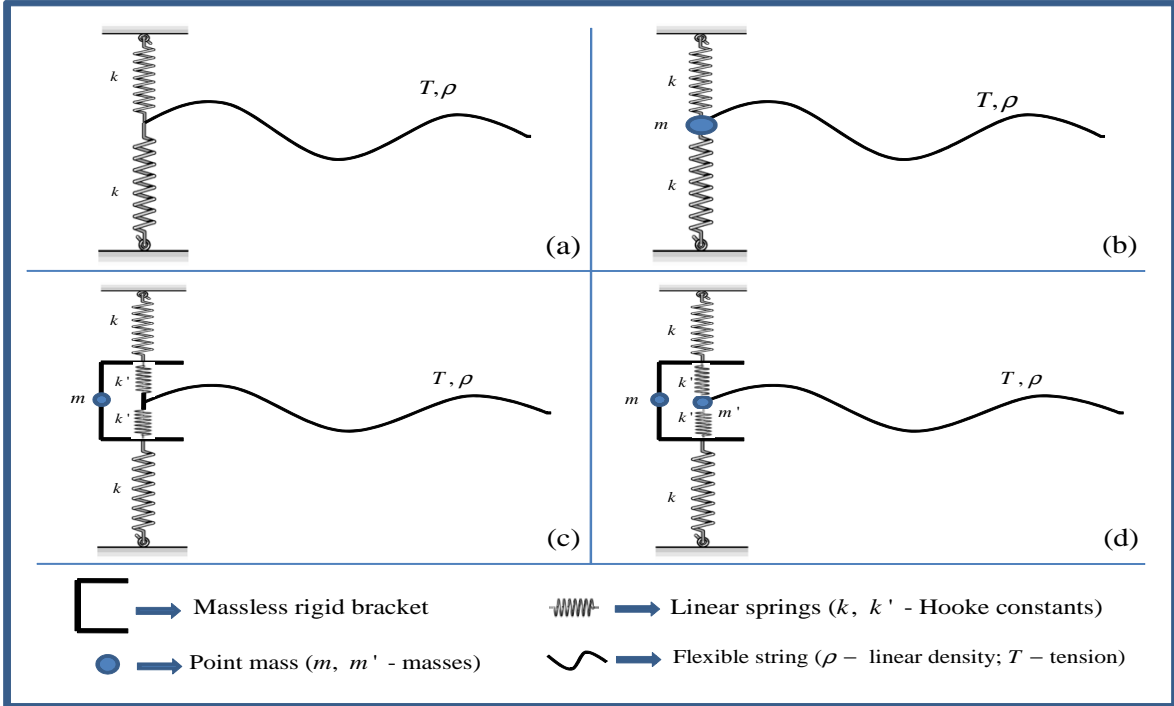 k
T, ρ
k
(a)
k
T, ρ
m
k
(b)
k
k'
T, ρ
m
k'
k
(c)
k
k'
T, ρ
m
k' m'
k
(d)
Massless rigid bracket
Linear springs (k, k' - Hooke constants)
Point mass (m, m' - masses)
Flexible string (ρ – linear density; T – tension)